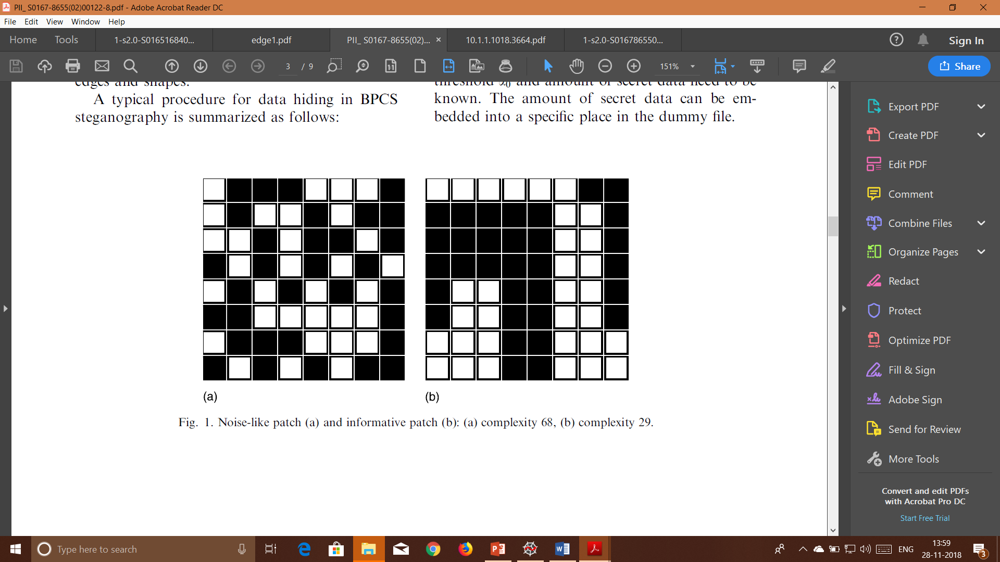 PII_ S0167-8655(02)00122-8.pdf - Adobe Acrobat Reader DC
File Edit View Window Help
Home Tools 1-s2.0-S016516840... edge1.pdf PII_ S0167-8655(02)... × 10.1.1.1018.3664.pdf 1-s2.0-S016786550... Sign In
3 / 9 151% Share
edges and shapes.
A typical procedure for data hiding in BPCS
steganography is summarized as follows:
threshold α0 and amount of secret data need to be
known. The amount of secret data can be em-
bedded into a specific place in the dummy file.
(a) (b)
Fig. 1. Noise-like patch (a) and informative patch (b): (a) complexity 68, (b) complexity 29.
Export PDF
Create PDF
Edit PDF
Comment
Combine Files
Organize Pages
Redact
Protect
Optimize PDF
Fill & Sign
Adobe Sign
Send for Review
More Tools
Convert and edit PDFs
with Acrobat Pro DC
Start Free Trial
Type here to search
ENG
13:59
28-11-2018
3